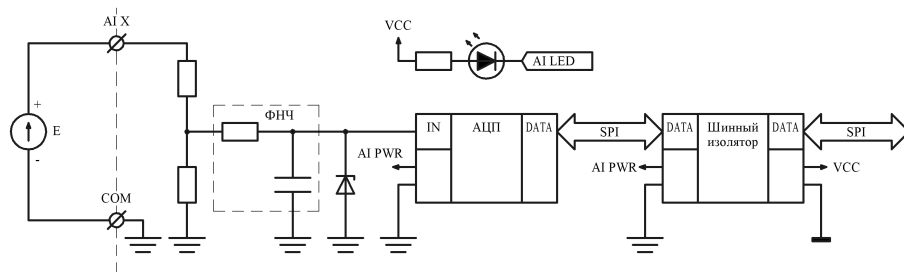 AI X
VCC
AI LED
+
E
-
ФНЧ
IN
АЦП
DATA
SPI
DATA
Шинный
изолятор
DATA
SPI
AI PWR
AI PWR
VCC
COM